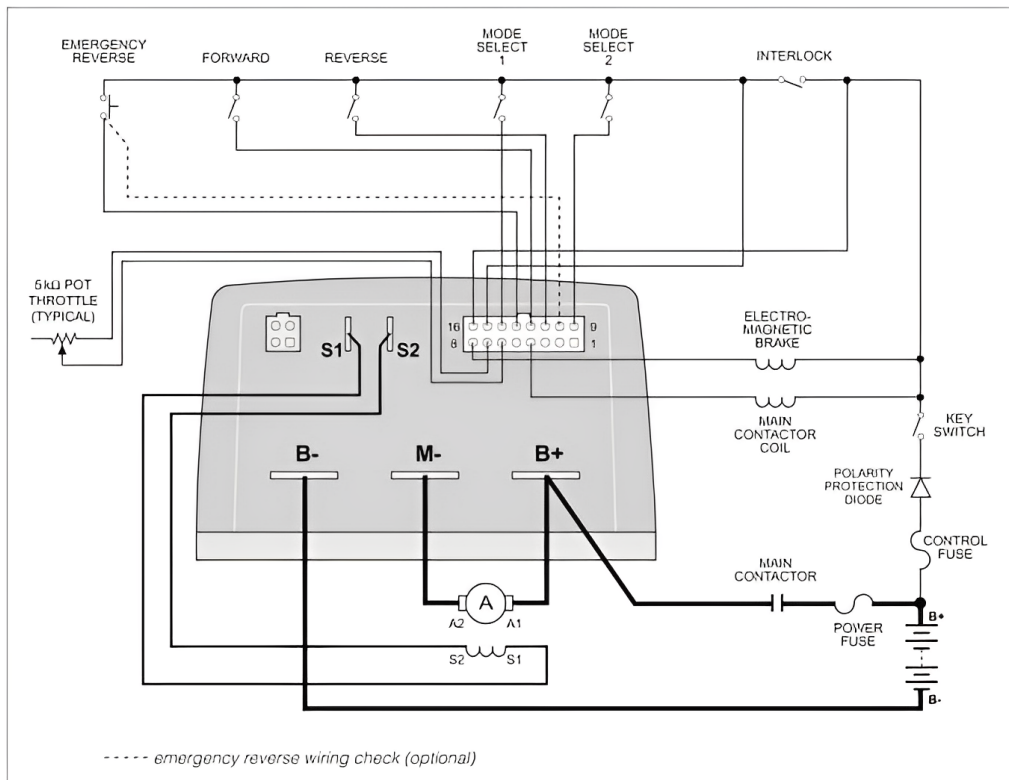 EMERGENCY
REVERSE
FORWARD
REVERSE
MODE
SELECT
1
MODE
SELECT
2
INTERLOCK
5kΩ POT
THROTTLE
(TYPICAL)
S1
S2
16
9
8
1
ELECTRO-
MAGNETIC
BRAKE
MAIN
CONTACTOR
COIL
KEY
SWITCH
POLARITY
PROTECTION
DIODE
CONTROL
FUSE
B-
M-
B+
MAIN
CONTACTOR
POWER
FUSE
A
A2
A1
S2
S1
B+
B-
emergency reverse wiring check (optional)